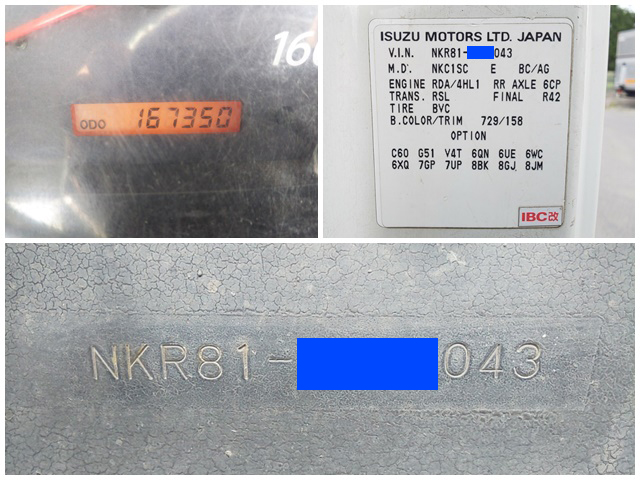 160
ODO 167350
ISUZU MOTORS LTD. JAPAN
V.I.N. NKR81- 043
M.D. NKC1SC E BC/AG
ENGINE RDA/4HL1 RR AXLE 6CP
TRANS. RSL FINAL R42
TIRE BVC
B.COLOR/TRIM 729/158
OPTION
C60 G51 V4T 6QN 6UE 6WC
6XQ 7GP 7UP 8BK 8GJ 8JM
IBC改
NKR81- 043